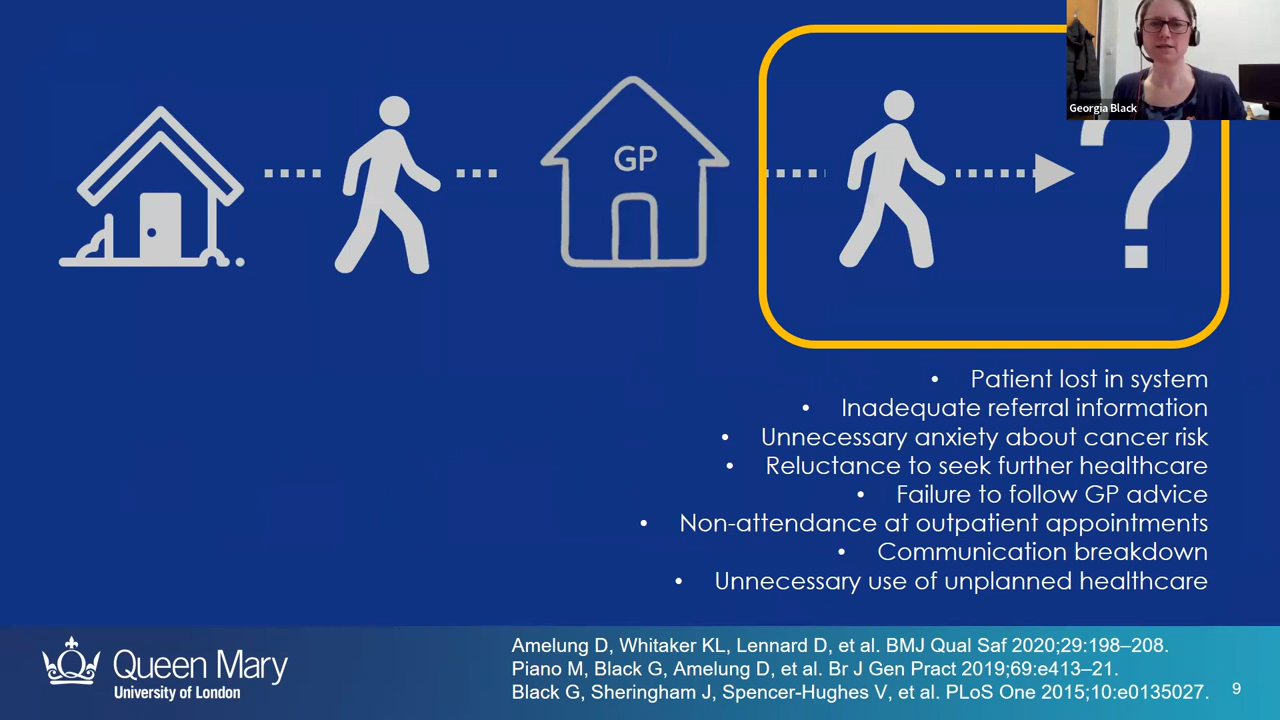 Georgia Black
GP
?
• Patient lost in system
• Inadequate referral information
• Unnecessary anxiety about cancer risk
• Reluctance to seek further healthcare
• Failure to follow GP advice
• Non-attendance at outpatient appointments
• Communication breakdown
• Unnecessary use of unplanned healthcare
Queen Mary
University of London
Amelung D, Whitaker KL, Lennard D, et al. BMJ Qual Saf 2020;29:198–208.
Piano M, Black G, Amelung D, et al. Br J Gen Pract 2019;69:e413–21.
Black G, Sheringham J, Spencer-Hughes V, et al. PLoS One 2015;10:e0135027.
9